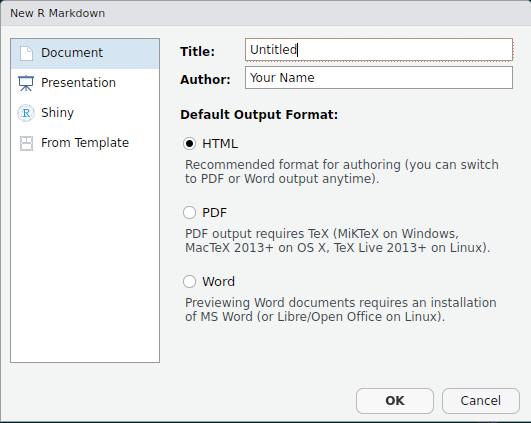 New R Markdown
Document
Presentation
R Shiny
From Template
Title: Untitled
Author: Your Name
Default Output Format:
HTML
Recommended format for authoring (you can switch
to PDF or Word output anytime).
PDF
PDF output requires TeX (MiKTeX on Windows,
MacTeX 2013+ on OS X, TeX Live 2013+ on Linux).
Word
Previewing Word documents requires an installation
of MS Word (or Libre/Open Office on Linux).
OK Cancel